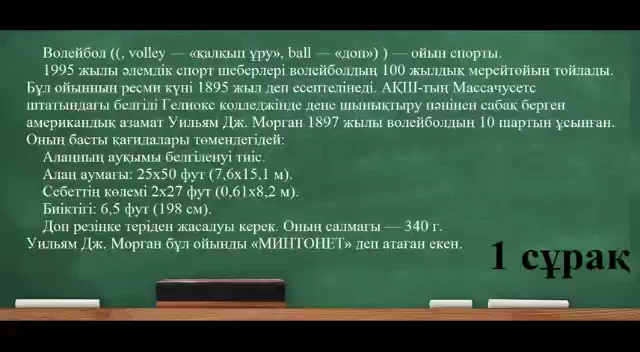 Волейбол ((, volley — «қалқып ұру», ball — «доп») ) — ойын спорты.
1995 жылы әлемдік спорт шеберлері волейболдың 100 жылдық мерейтойын тойлады.
Бұл ойынның ресми күні 1895 жыл деп есептелінеді. АҚШ-тың Массачусетс
штатындағы белгілі Гелиокс колледжінде дене шынықтыру пәнінен сабақ берген
американдық азамат Уильям Дж. Морган 1897 жылы волейболдың 10 шартын ұсынған.
Оның басты қағидалары төмендегідей:
Алаңның ауқымы белгіленуі тиіс.
Алаң аумағы: 25x50 фут (7,6x15,1 м).
Себеттің көлемі 2x27 фут (0,61x8,2 м).
Биіктігі: 6,5 фут (198 см).
Доп резіңке теріден жасалуы керек. Оның салмағы — 340 г.
Уильям Дж. Морган бұл ойынды «МИНТОНЕТ» деп атаған екен.
1 сұрақ